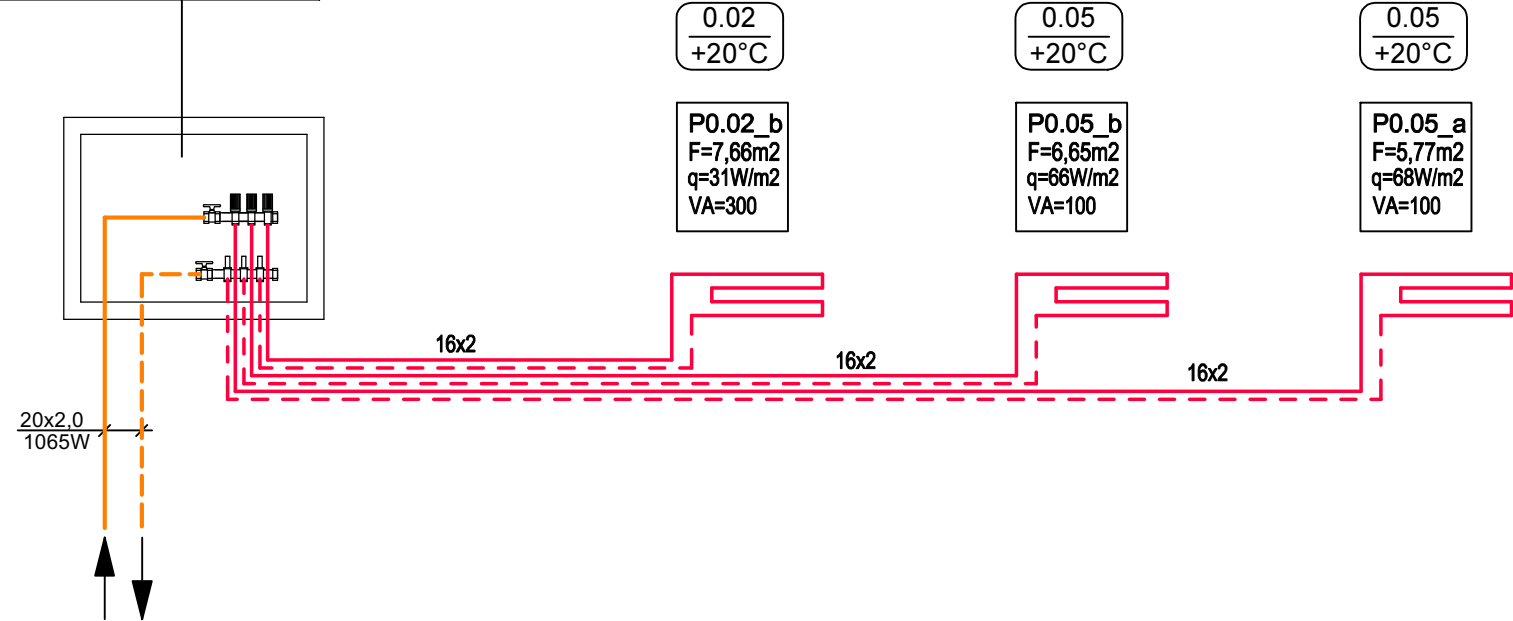 0.02
+20°C
0.05
+20°C
0.05
+20°C
P0.02_b
F=7,66m2
q=31W/m2
VA=300
P0.05_b
F=6,65m2
q=66W/m2
VA=100
P0.05_a
F=5,77m2
q=68W/m2
VA=100
16x2
16x2
16x2
20x2,0
1065W